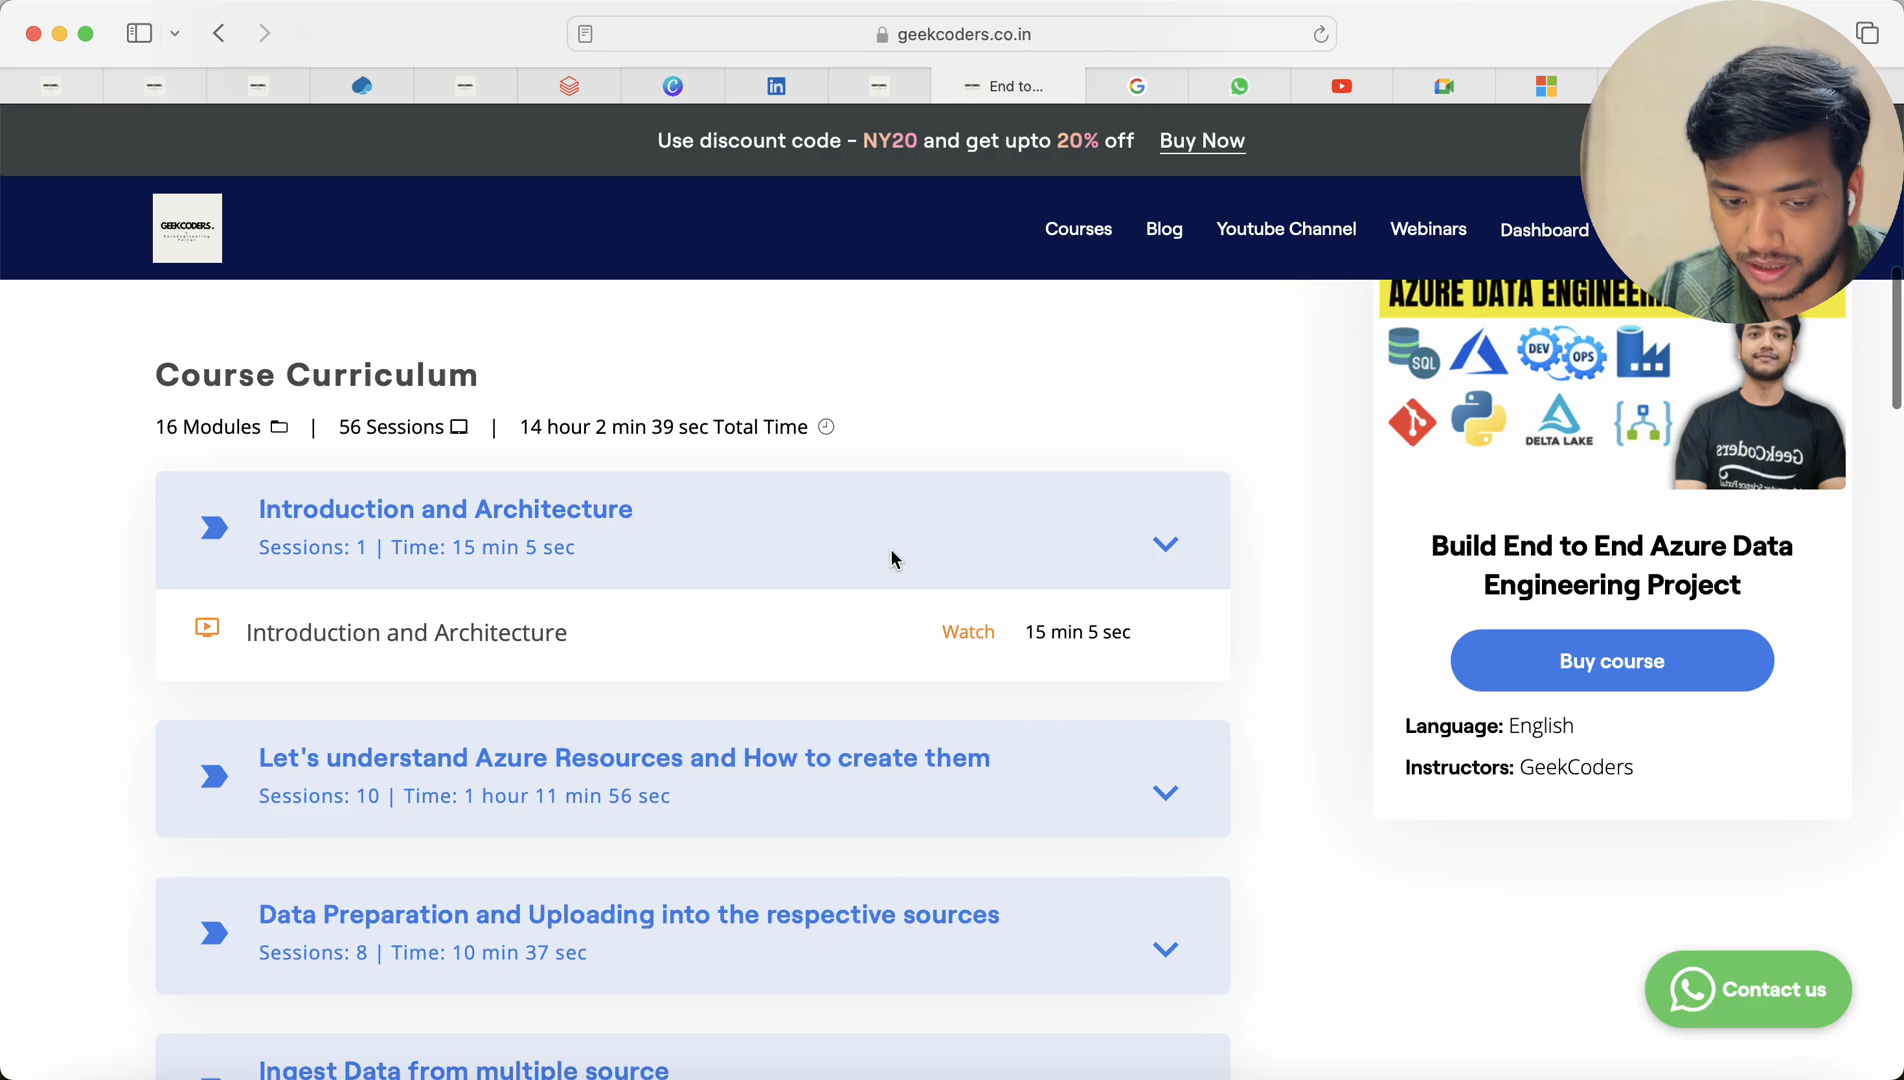 geekcoders.co.in
End to...
Use discount code - NY20 and get upto 20% off Buy Now
GEEKCODERS.
Courses Blog Youtube Channel Webinars Dashboard
AZURE DATA ENGINEER
SQL DEV OPS
DELTA LAKE
GeekCoders
Course Curriculum
16 Modules | 56 Sessions | 14 hour 2 min 39 sec Total Time
Introduction and Architecture
Sessions: 1 | Time: 15 min 5 sec
Introduction and Architecture Watch 15 min 5 sec
Build End to End Azure Data
Engineering Project
Buy course
Language: English
Instructors: GeekCoders
Let's understand Azure Resources and How to create them
Sessions: 10 | Time: 1 hour 11 min 56 sec
Data Preparation and Uploading into the respective sources
Sessions: 8 | Time: 10 min 37 sec
Contact us
Ingest Data from multiple source